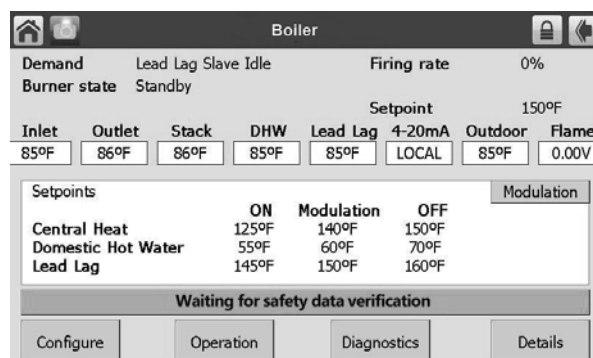 Boiler
Demand Lead Lag Slave Idle Firing rate 0%
Burner state Standby
Setpoint 150ºF
Inlet Outlet Stack DHW Lead Lag 4-20mA Outdoor Flame
85ºF 86ºF 86ºF 85ºF 85ºF LOCAL 85ºF 0.00V
Setpoints Modulation
ON Modulation OFF
Central Heat 125ºF 140ºF 150ºF
Domestic Hot Water 55ºF 60ºF 70ºF
Lead Lag 145ºF 150ºF 160ºF
Waiting for safety data verification
Configure Operation Diagnostics Details